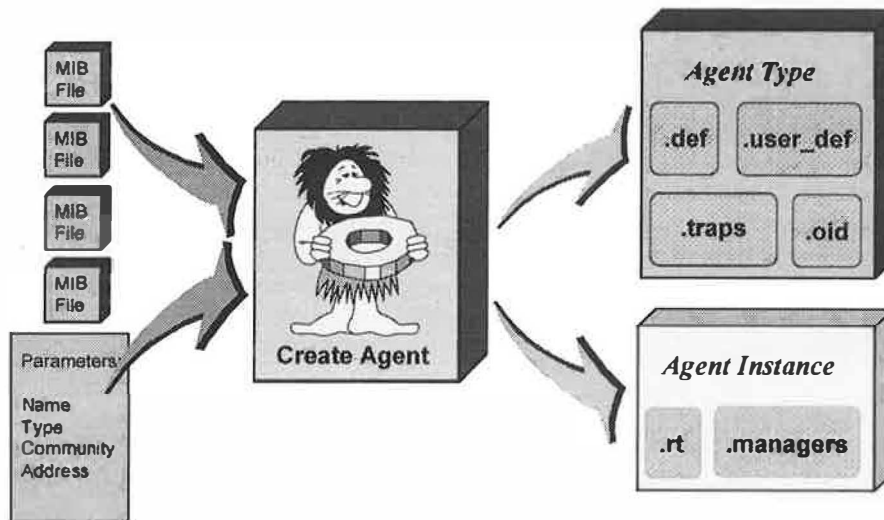 MIB
File
MIB
File
MIB
File
MIB
File
Parameters:
Name
Type
Community
Address
Create Agent
Agent Type
.def
.user_def
.traps
.oid
Agent Instance
.rt
.managers